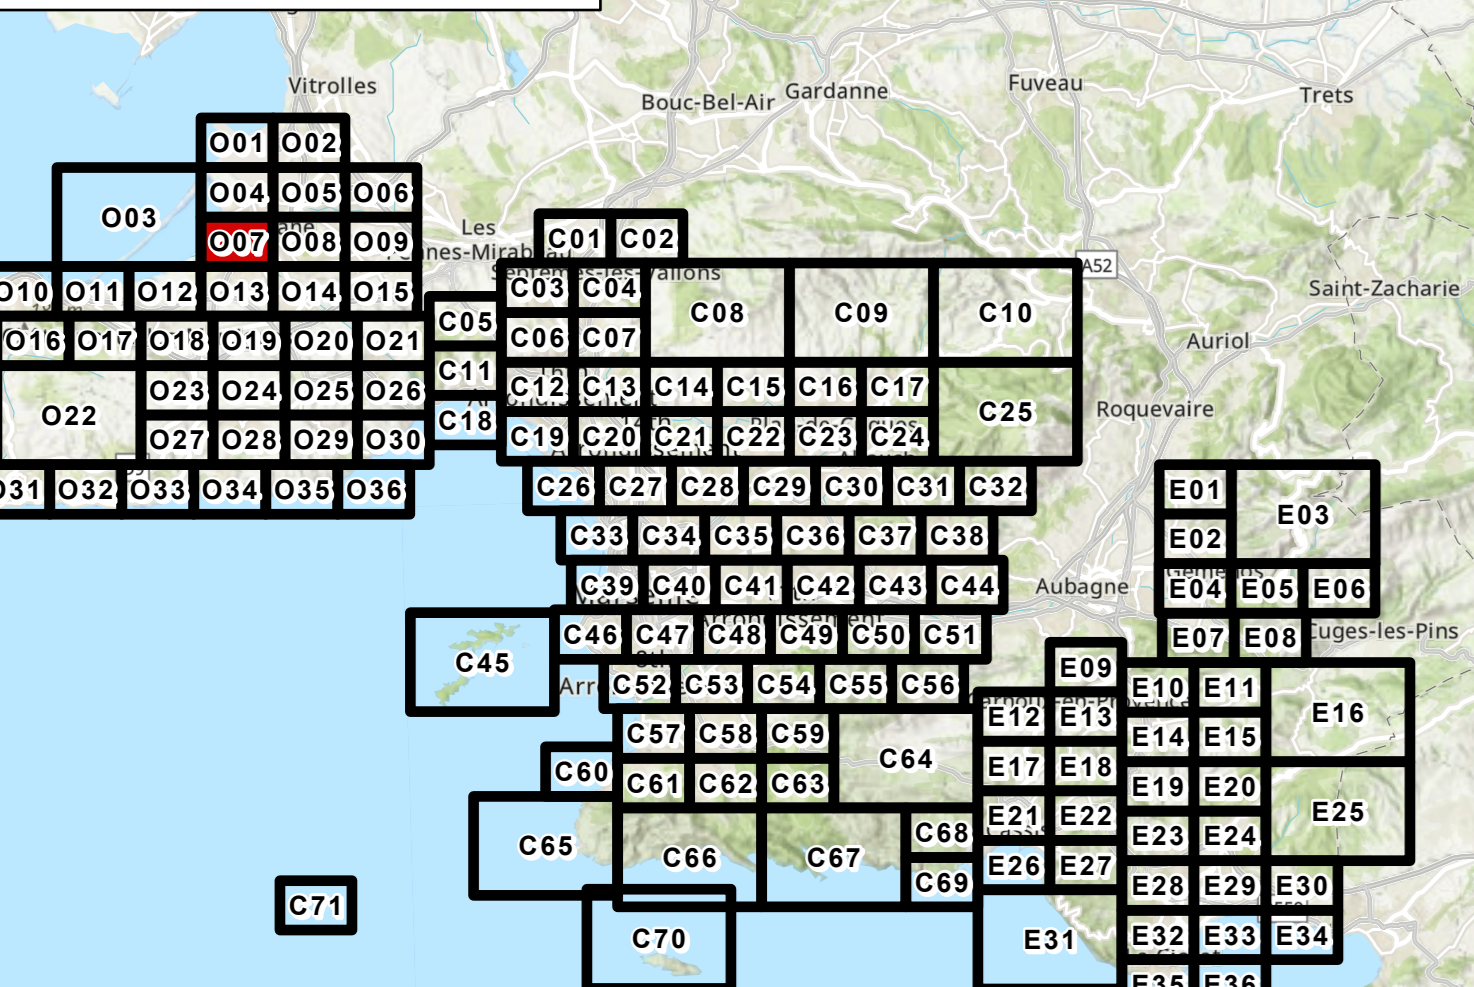 Vitrolles
Bouc-Bel-Air
Gardanne
Fuveau
Trets
O01 O02
O04 O05 O06
O03
O07 O08 O09
Les
C01 C02
A52
Septèmes-les-Vallons
O10 O11 O12 O13 O14 O15
C03 C04
Saint-Zacharie
C08 C09 C10
C05
O16 O17 O18 O19 O20 O21
C06 C07
Auriol
C11
O23 O24 O25 O26
C12 C13 C14 C15 C16 C17
O22
C25
Roquevaire
C18
O27 O28 O29 O30
C19 C20 C21 C22 C23 C24
O31 O32 O33 O34 O35 O36
C26 C27 C28 C29 C30 C31 C32
E01
E03
C33 C34 C35 C36 C37 C38
E02
C39 C40 C41 C42 C43 C44
Aubagne
E04 E05 E06
C46 C47 C48 C49 C50 C51
E07 E08
Cuges-les-Pins
C45
E09
C52 C53 C54 C55 C56
E10 E11
E12 E13
E16
C57 C58 C59
E14 E15
C64
C60
E17 E18
C61 C62 C63
E19 E20
E21 E22
E25
C68
E23 E24
C65
C66 C67
E26 E27
C69
E28 E29 E30
C71
C70
E31
E32 E33 E34
E35 E36